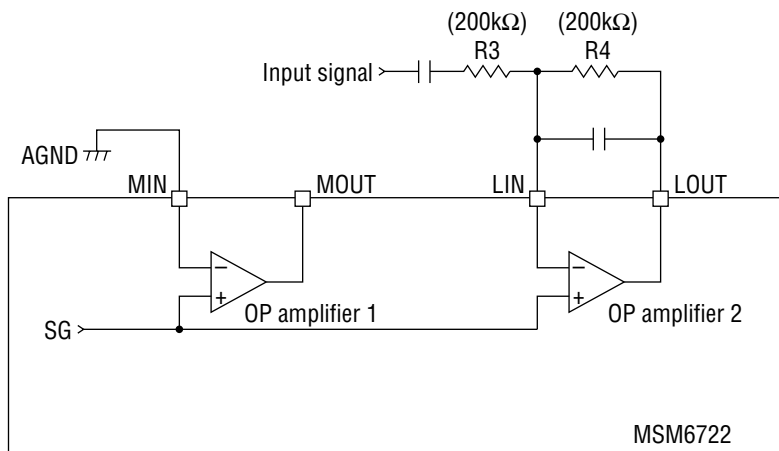 (200kΩ) (200kΩ)
R3 R4
Input signal
AGND
MIN MOUT LIN LOUT
− −
+ +
OP amplifier 1 OP amplifier 2
SG
MSM6722